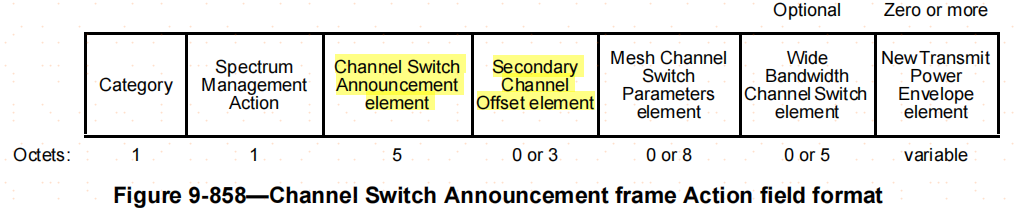 Optional Zero or more
Category
Spectrum
Management
Action
Channel Switch
Announcement
element
Secondary
Channel
Offset element
Mesh Channel
Switch
Parameters
element
Wide
Bandwidth
Channel Switch
element
New Transmit
Power
Envelope
element
Octets: 1 1 5 0 or 3 0 or 8 0 or 5 variable
Figure 9-858—Channel Switch Announcement frame Action field format